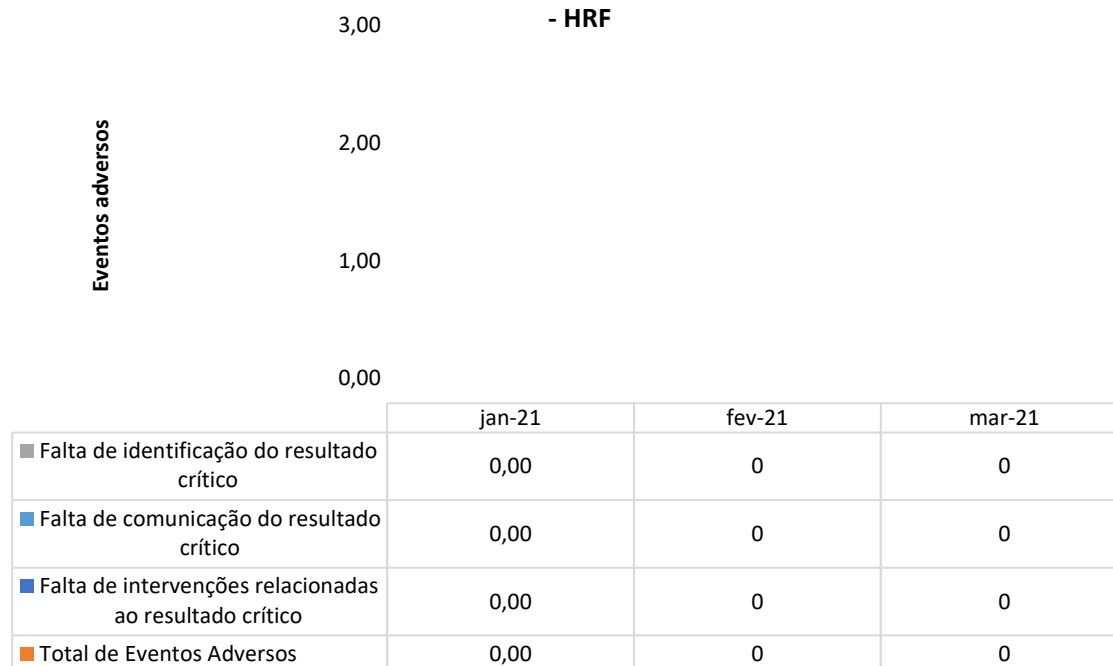 - HRF
3,00
2,00
1,00
0,00
Eventos adversos
jan-21 fev-21 mar-21
Falta de identificação do resultado
crítico
0,00 0 0
Falta de comunicação do resultado
crítico
0,00 0 0
Falta de intervenções relacionadas
ao resultado crítico
0,00 0 0
Total de Eventos Adversos 0,00 0 0